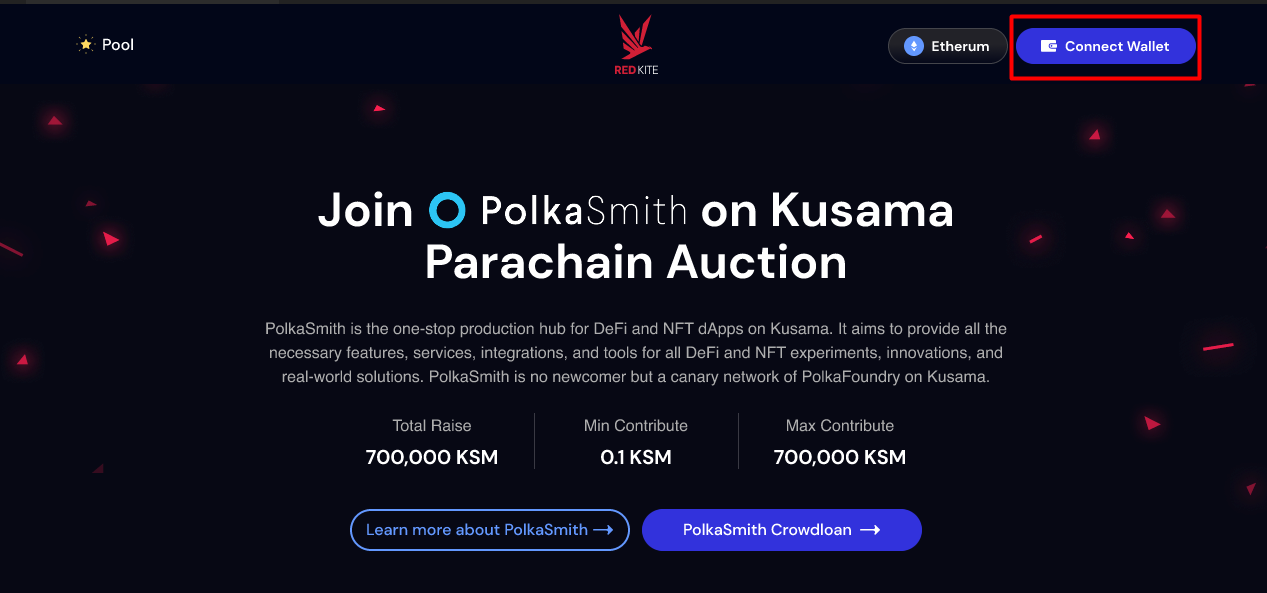 Pool
REDKITE
Etherum
Connect Wallet
Join PolkaSmith on Kusama
Parachain Auction
PolkaSmith is the one-stop production hub for DeFi and NFT dApps on Kusama. It aims to provide all the
necessary features, services, integrations, and tools for all DeFi and NFT experiments, innovations, and
real-world solutions. PolkaSmith is no newcomer but a canary network of PolkaFoundry on Kusama.
Total Raise
700,000 KSM
Min Contribute
0.1 KSM
Max Contribute
700,000 KSM
Learn more about PolkaSmith
PolkaSmith Crowdloan